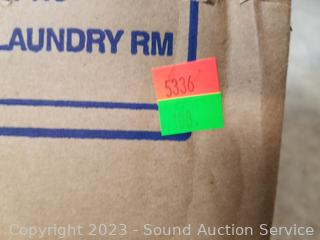 LAUNDRY RM
5336
Copyright 2023 - Sound Auction Service